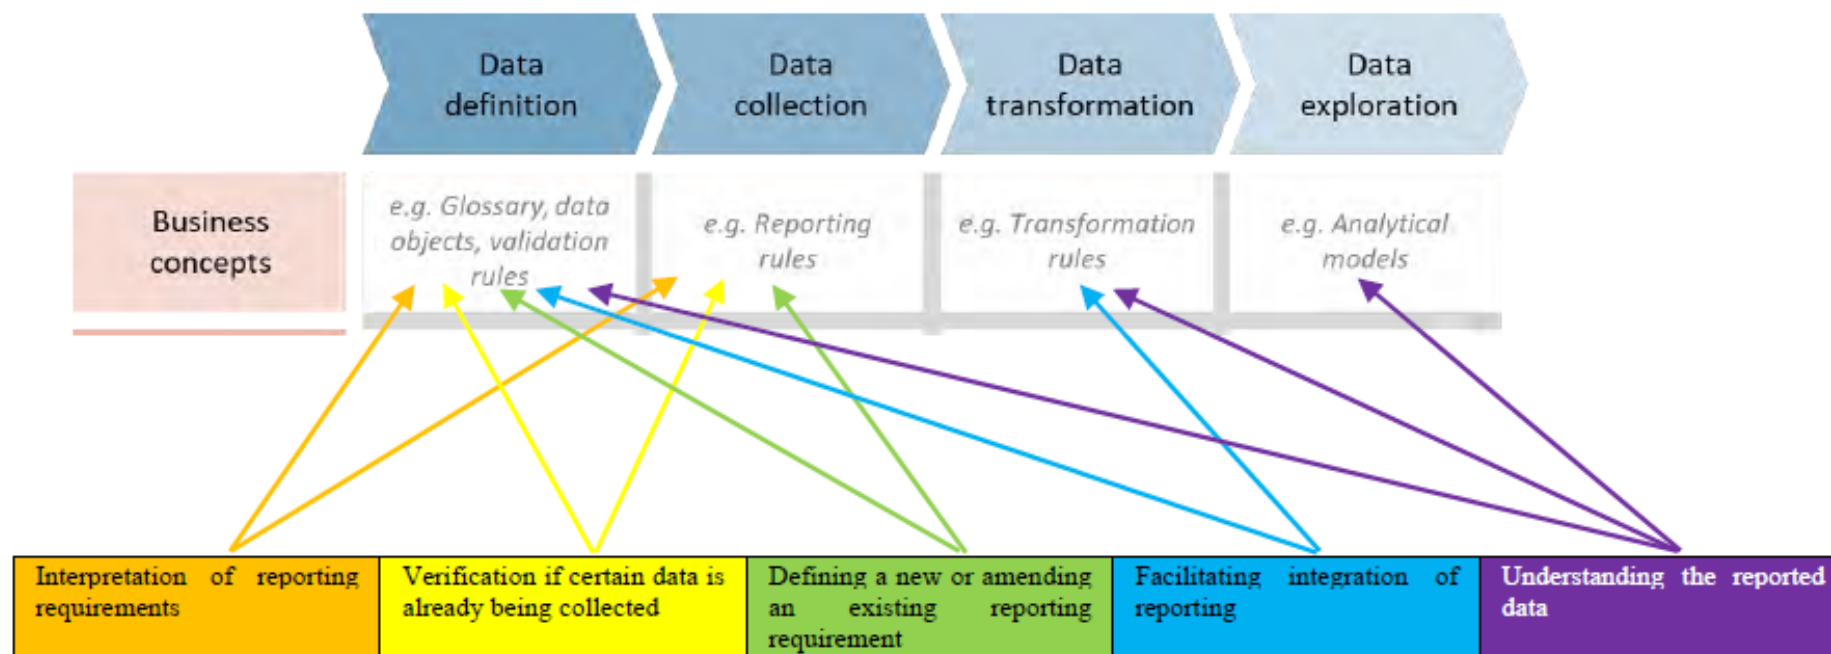 Data
definition
Data
collection
Data
transformation
Data
exploration
Business
concepts
e.g. Glossary, data
objects, validation
rules
e.g. Reporting
rules
e.g. Transformation
rules
e.g. Analytical
models
Interpretation of reporting
requirements
Verification if certain data is
already being collected
Defining a new or amending
an existing reporting
requirement
Facilitating integration of
reporting
Understanding the reported
data